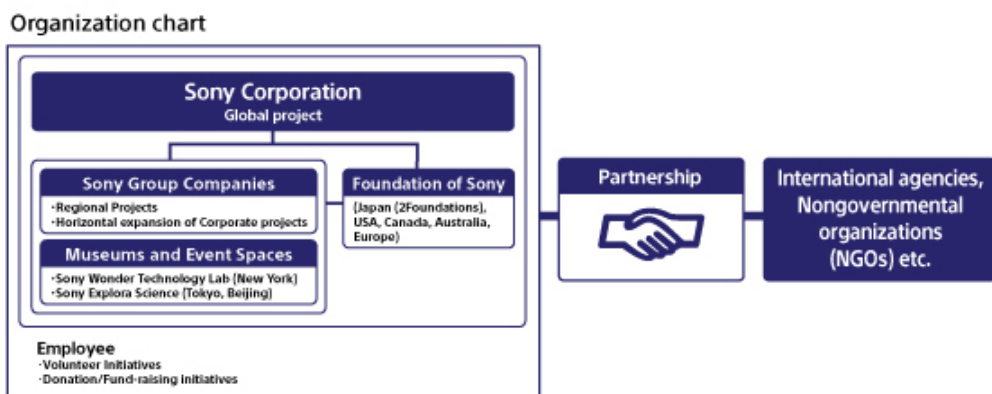 Organization chart
Sony Corporation
Global project
Sony Group Companies
·Regional Projects
·Horizontal expansion of Corporate projects
Museums and Event Spaces
·Sony Wonder Technology Lab (New York)
·Sony Explora Science (Tokyo, Beijing)
Foundation of Sony
(Japan (2Foundations),
USA, Canada, Australia,
Europe)
Employee
·Volunteer Initiatives
·Donation/Fund-raising initiatives
Partnership
International agencies,
Nongovernmental
organizations
(NGOs) etc.